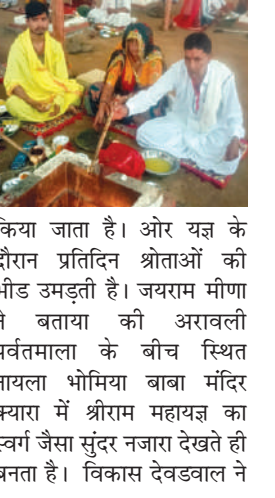 किया जाता है। ओर यज्ञ के
दौरान प्रतिदिन श्रोताओं की
भीड उमड़ती है। जयराम मीणा
ने बताया की अरावली
पर्वतमाला के बीच स्थित
नायला भोमिया बाबा मंदिर
क्यारा में श्रीराम महायज्ञ का
स्वर्ग जैसा सुंदर नजारा देखते ही
बनता है। विकास देवडवाल ने